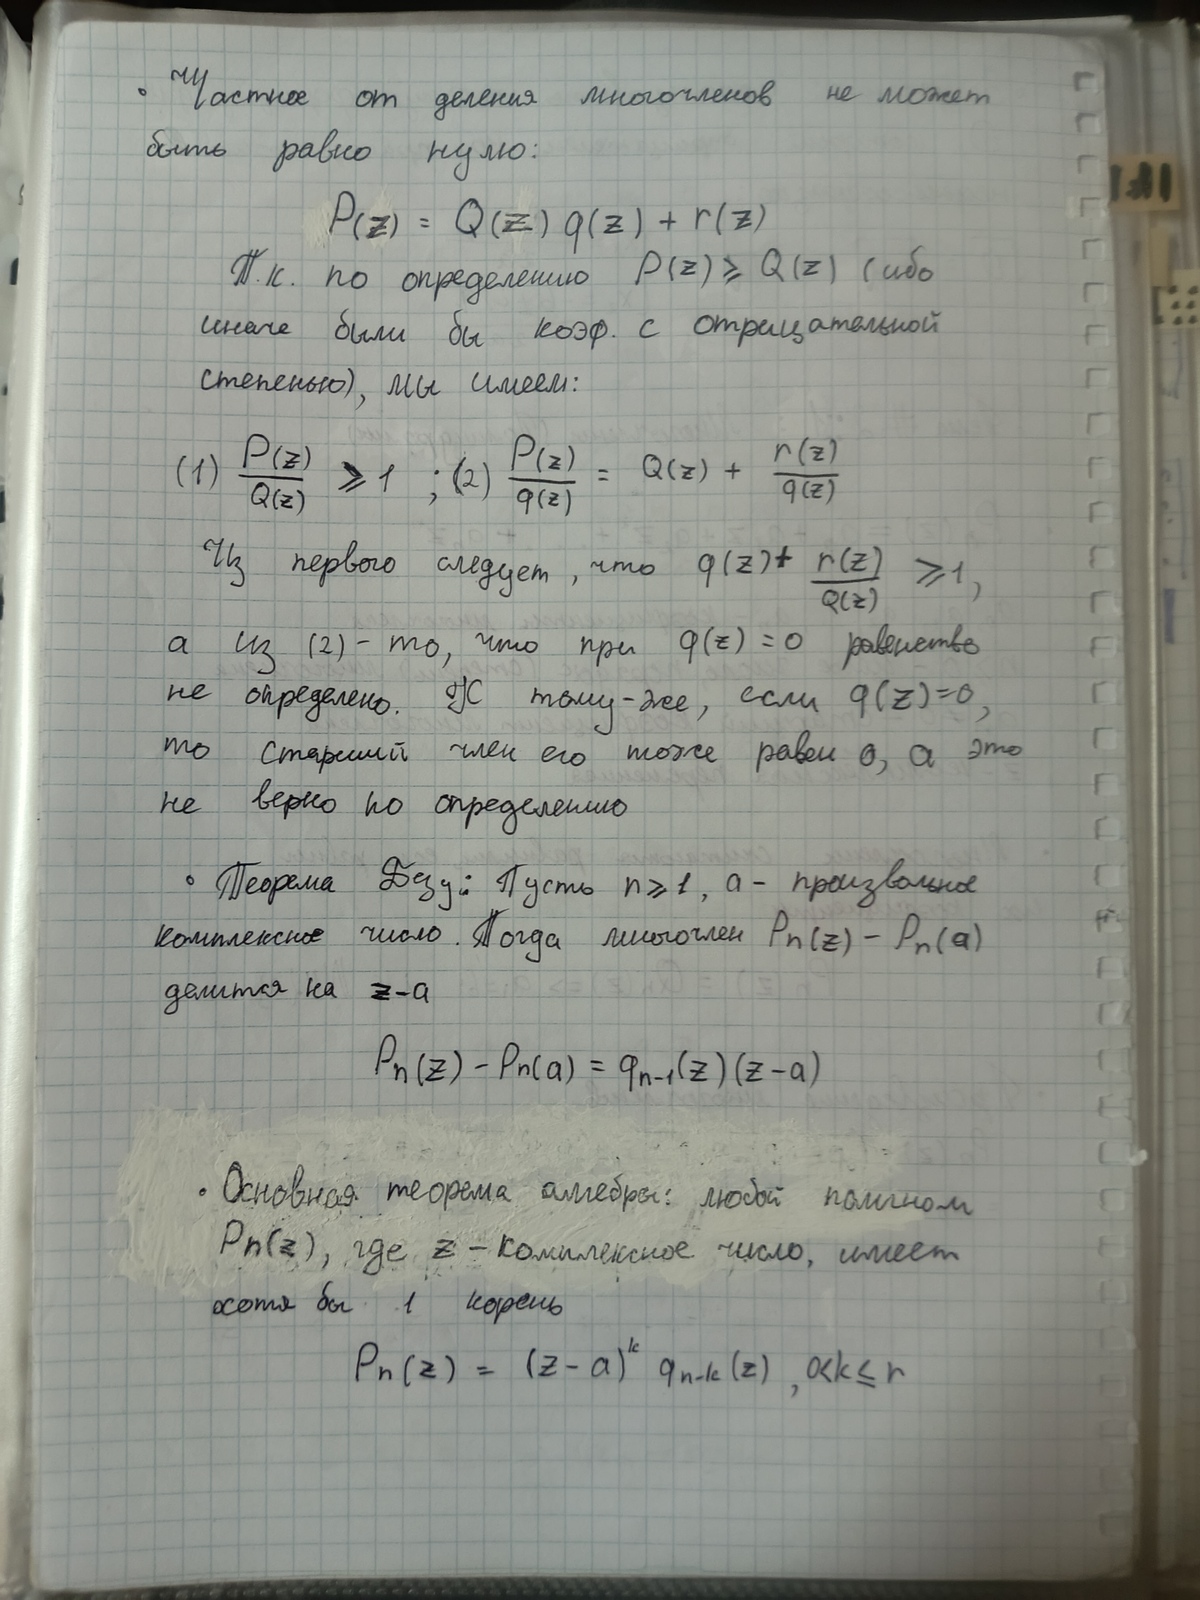 • Частное от деления многочленов не может
быть равно нулю:
P(z) = Q(z) q(z) + r(z)
Т.к. по определению P(z) ⩾ Q(z) (ибо
иначе были бы коэф. с отрицательной
степенью), мы имеем:
(1) P(z)/Q(z) ⩾ 1 ; (2) P(z)/q(z) = Q(z) + r(z)/q(z)
Из первого следует, что q(z) + r(z)/Q(z) ⩾ 1,
а из (2) - то, что при q(z) = 0 равенство
не определено. К тому-же, если q(z)=0,
то старший член его тоже равен 0, а это
не верно по определению
• Теорема Безу: Пусть n ⩾ 1, a - произвольное
комплексное число. Тогда многочлен Pₙ(z) - Pₙ(a)
делится на z-a
Pₙ(z) - Pₙ(a) = qₙ₋₁(z)(z-a)
• Основная теорема алгебры: любой полином
Pₙ(z), где z - комплексное число, имеет
хотя бы 1 корень
Pₙ(z) = (z-a)ᵏ qₙ₋ₖ(z), 0<k≤n